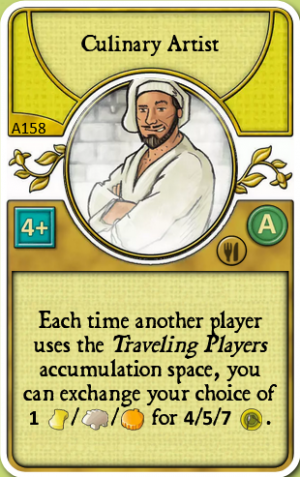 Culinary Artist
A158
4+
A
Each time another player
uses the Traveling Players
accumulation space, you
can exchange your choice of
1 / / for 4/5/7 .